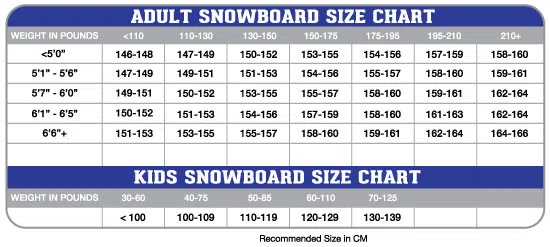 ADULT SNOWBOARD SIZE CHART
WEIGHT IN POUNDS <110 110-130 130-150 150-175 175-195 195-210 210+
<5'0" 146-148 147-149 150-152 153-155 154-156 157-159 158-160
5'1" - 5'6" 147-149 149-151 151-153 154-156 155-157 158-160 159-161
5'7" - 6'0" 149-151 150-152 153-155 155-157 158-160 159-161 162-164
6'1" - 6'5" 150-152 151-153 154-156 157-159 158-160 161-163 162-164
6'6"+ 151-153 153-155 155-157 158-160 159-161 162-164 164-166
KIDS SNOWBOARD SIZE CHART
WEIGHT IN POUNDS 30-60 40-75 50-85 60-110 70-125
< 100 100-109 110-119 120-129 130-139
Recommended Size in CM